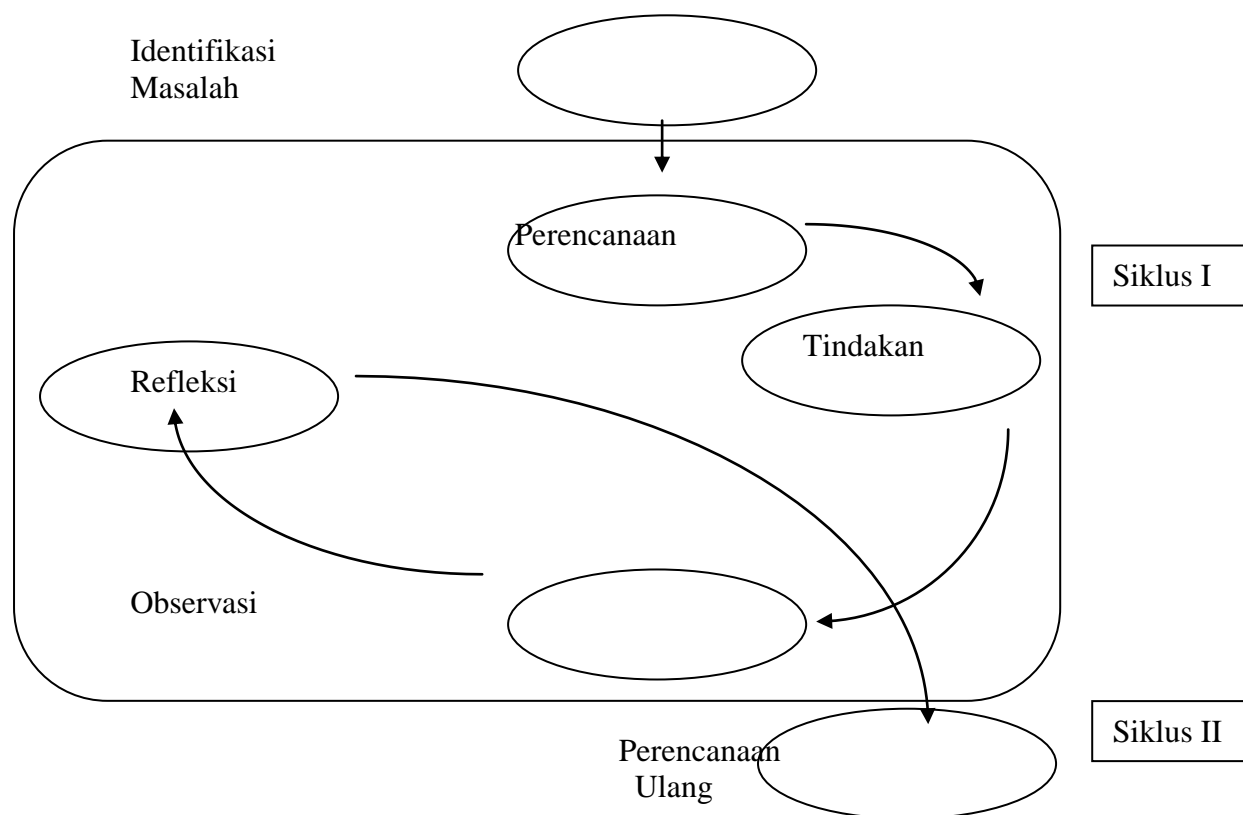 Identifikasi
Masalah
Perencanaan
Siklus I
Tindakan
Refleksi
Observasi
Siklus II
Perencanaan
Ulang